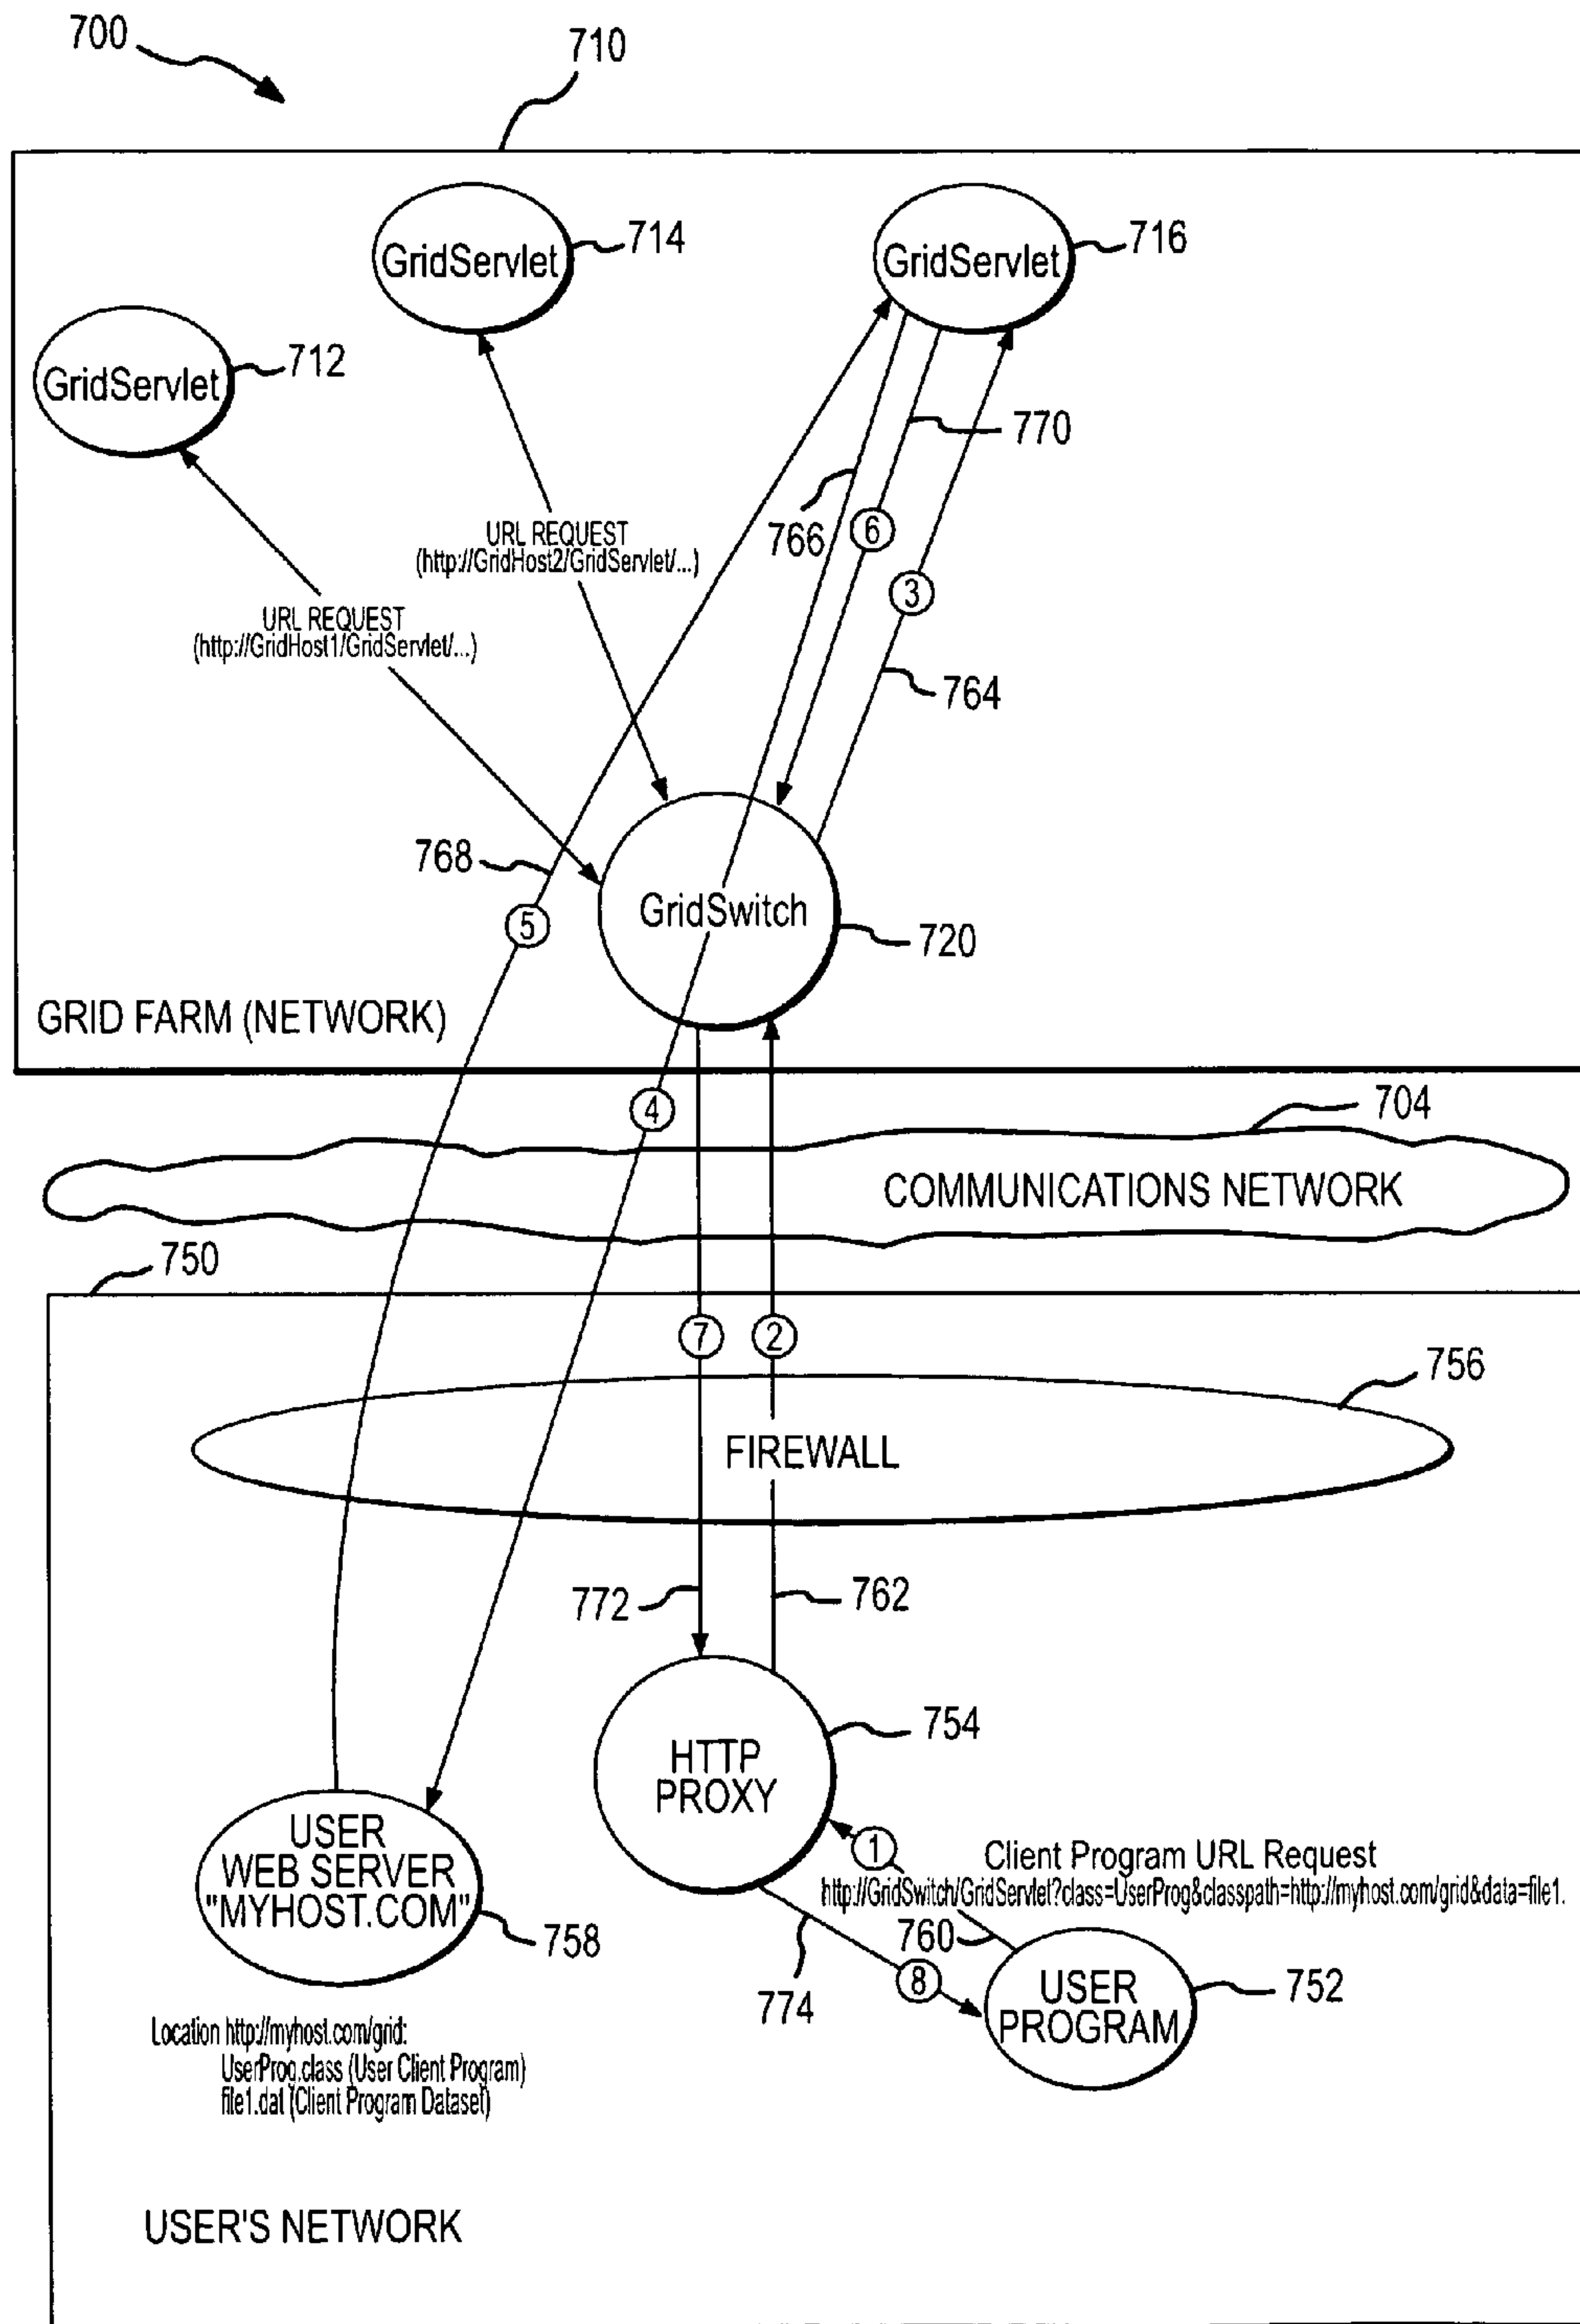 700
710
GridServlet
714
GridServlet
716
GridServlet
712
770
766
6
URL REQUEST
(http://GridHost2/GridServlet/...)
3
URL REQUEST
(http://GridHost1/GridServlet/...)
764
768
5
GridSwitch
720
GRID FARM (NETWORK)
4
704
COMMUNICATIONS NETWORK
750
7
2
756
FIREWALL
772
762
754
HTTP
PROXY
USER
WEB SERVER
"MYHOST.COM"
758
1
Client Program URL Request
http://GridSwitch/GridServlet?class=UserProg&classpath=http://myhost.com/grid&data=file1.
760
774
8
USER
PROGRAM
752
Location http://myhost.com/grid:
UserProg.class (User Client Program)
file1.dat (Client Program Dataset)
USER'S NETWORK